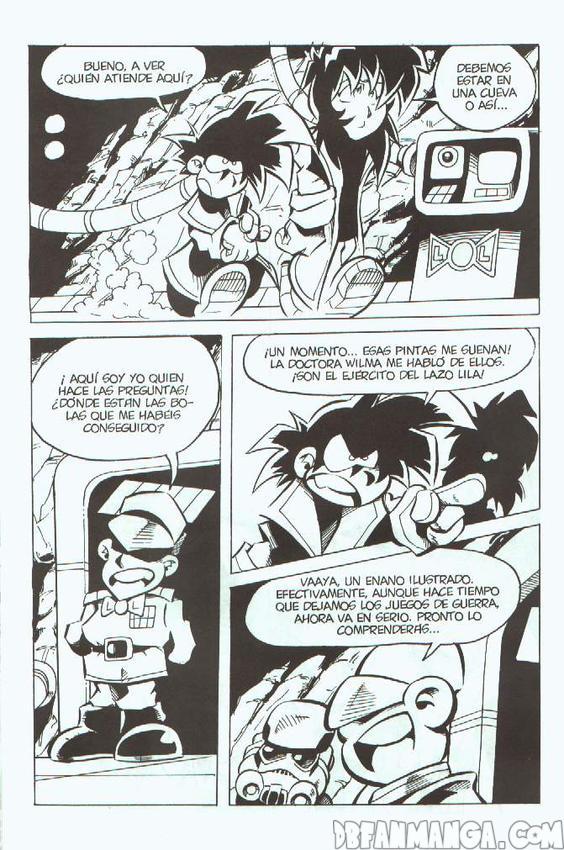 BUENO, A VER
¿QUIÉN ATIENDE AQUÍ?
DEBEMOS
ESTAR EN
UNA CUEVA
O ASÍ...
LOL
¡AQUÍ SOY YO QUIEN
HACE LAS PREGUNTAS!
¿DÓNDE ESTÁN LAS BO-
LAS QUE ME HABÉIS
CONSEGUIDO?
¡UN MOMENTO... ESAS PINTAS ME SUENAN!
LA DOCTORA WILMA ME HABLÓ DE ELLOS.
¡SON EL EJÉRCITO DEL LAZO LILA!
VAAYA, UN ENANO ILUSTRADO.
EFECTIVAMENTE, AUNQUE HACE TIEMPO
QUE DEJAMOS LOS JUEGOS DE GUERRA,
AHORA VA EN SERIO. PRONTO LO
COMPRENDERÁS...
DBFANMANGA.COM